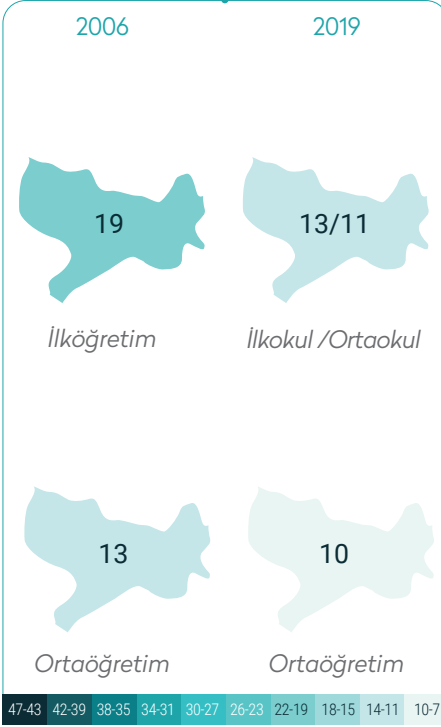 2006 2019
19 13/11
İlköğretim İlkokul /Ortaokul
13 10
Ortaöğretim Ortaöğretim
47-43 42-39 38-35 34-31 30-27 26-23 22-19 18-15 14-11 10-7